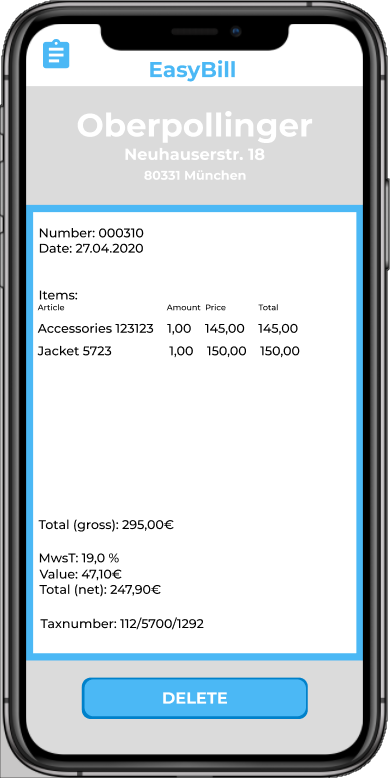 EasyBill
Oberpollinger
Neuhauserstr. 18
80331 München
Number: 000310
Date: 27.04.2020
Items:
Article Amount Price Total
Accessories 123123 1,00 145,00 145,00
Jacket 5723 1,00 150,00 150,00
Total (gross): 295,00€
MwsT: 19,0 %
Value: 47,10€
Total (net): 247,90€
Taxnumber: 112/5700/1292
DELETE